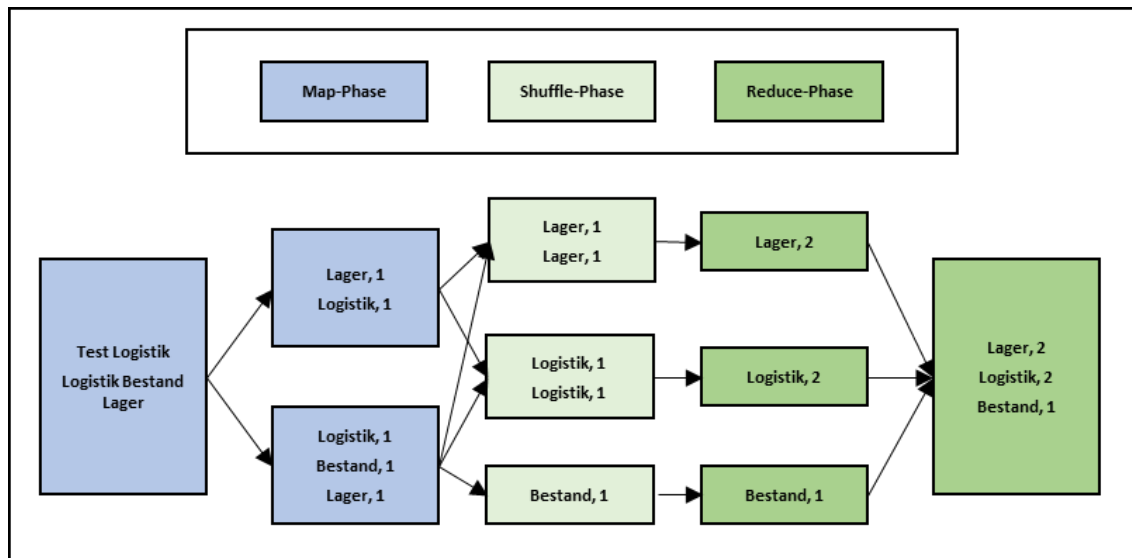 Map-Phase
Shuffle-Phase
Reduce-Phase
Test Logistik
Logistik Bestand
Lager
Lager, 1
Logistik, 1
Logistik, 1
Bestand, 1
Lager, 1
Lager, 1
Lager, 1
Logistik, 1
Logistik, 1
Bestand, 1
Lager, 2
Logistik, 2
Bestand, 1
Lager, 2
Logistik, 2
Bestand, 1